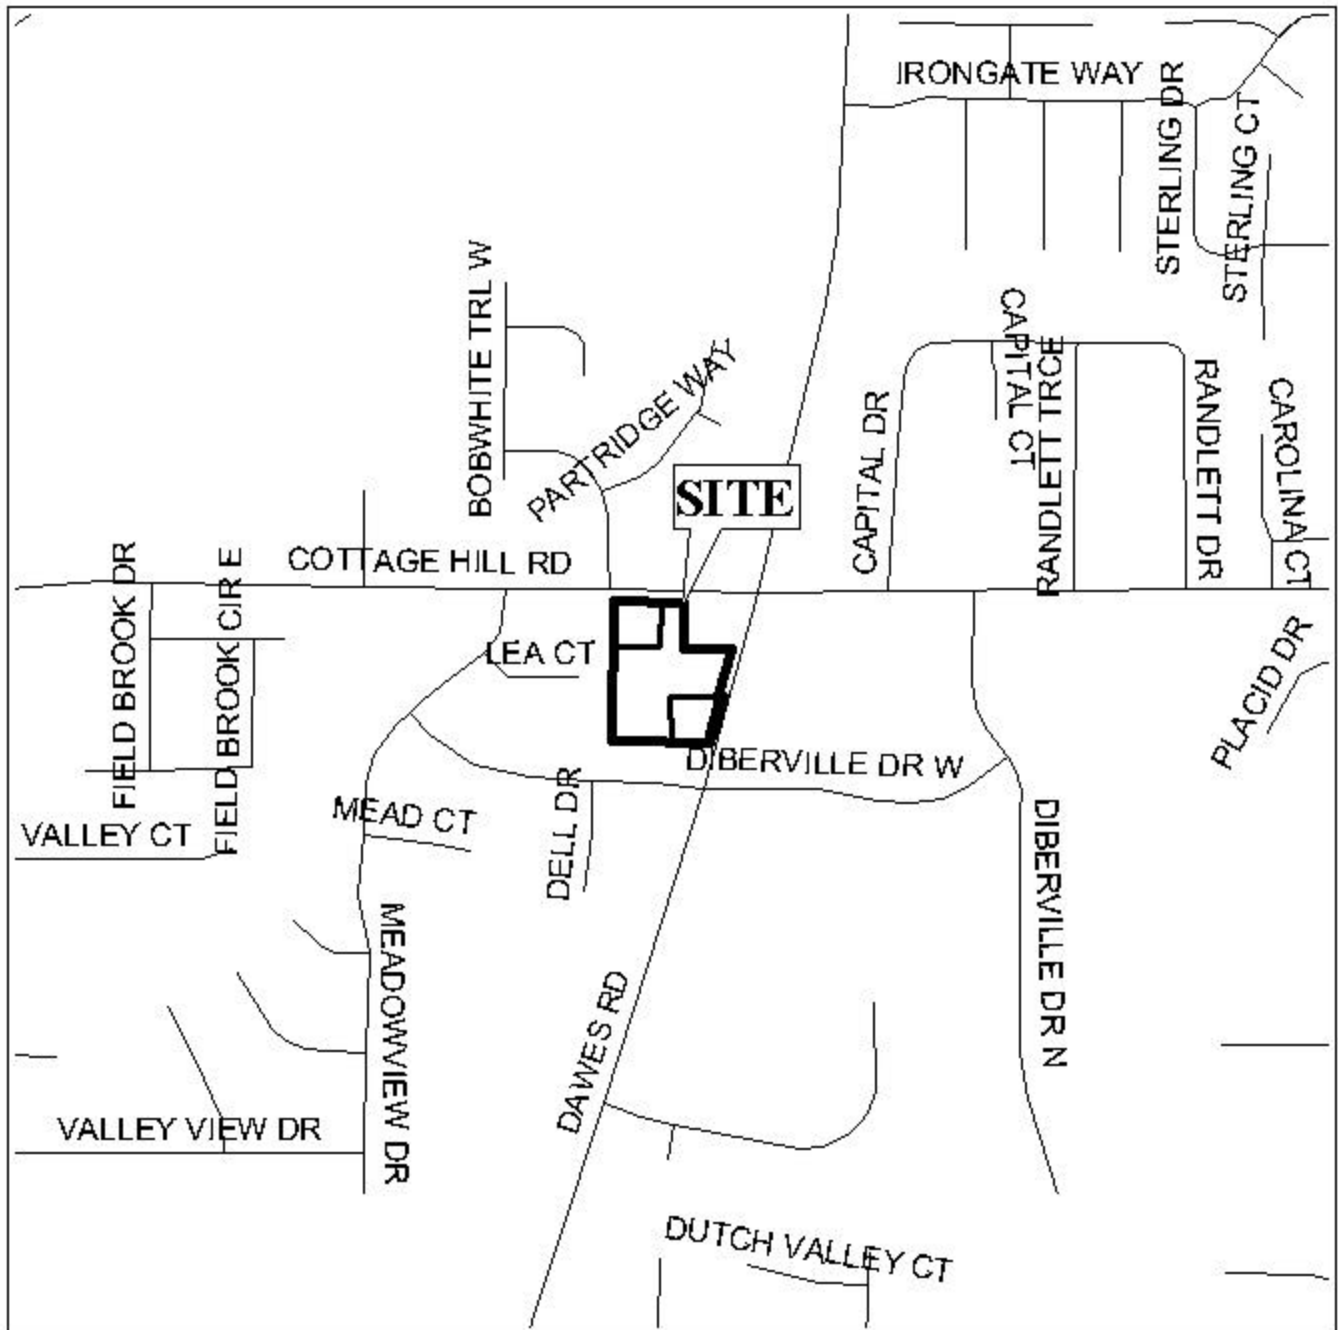 IRONGATE WAY
STERLING DR
STERLING CT
BOBWHITE TRL W
PARTRIDGE WAY
CAPITAL CT
RANDLETT TRCE
CAPITAL DR
RANDLETT DR
CAROLINA CT
SITE
COTTAGE HILL RD
FIELD BROOK DR
FIELD BROOK CIR E
LEA CT
PLACID DR
DIBERVILLE DR W
MEAD CT
DELL DR
VALLEY CT
DIBERVILLE DR N
MEADOWVIEW DR
DAWES RD
VALLEY VIEW DR
DUTCH VALLEY CT